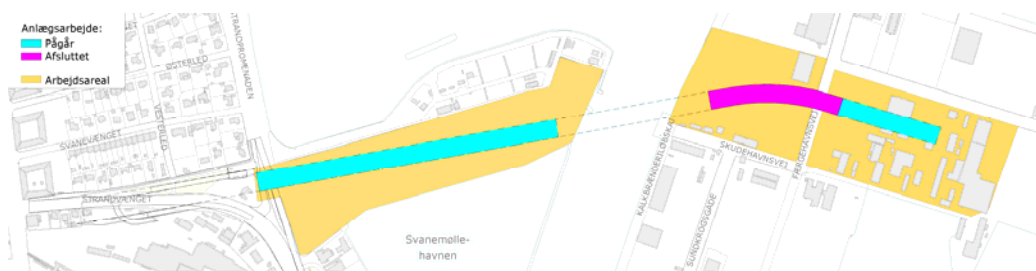 Anlægsarbejde:
Pågår
Afsluttet
Arbejdsareal
ØSTERLED
STRANDPROMENADEN
SVANEVÆNGET
VESTERLED
STRANDVÆNGET
Svanemølle-
havnen
KALKBRÆNDERILØBSKAJ
SKUDEHAVNSVEJ
FÆRGEHAVNSVEJ
SUNDKROGSGADE